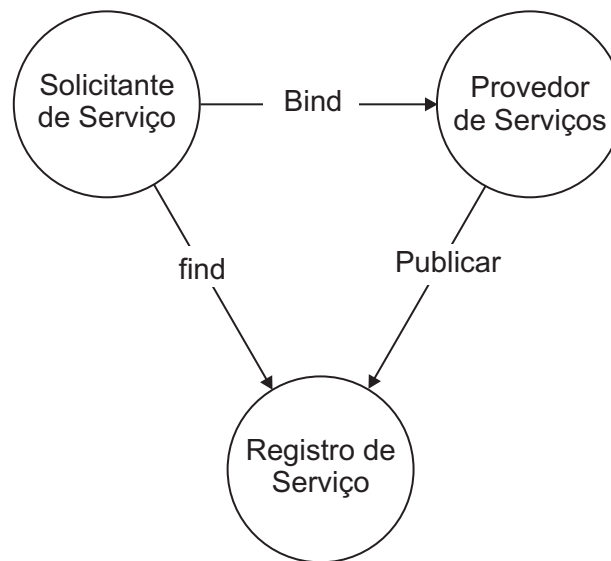 Solicitante
de Serviço
Bind
Provedor
de Serviços
find
Publicar
Registro de
Serviço